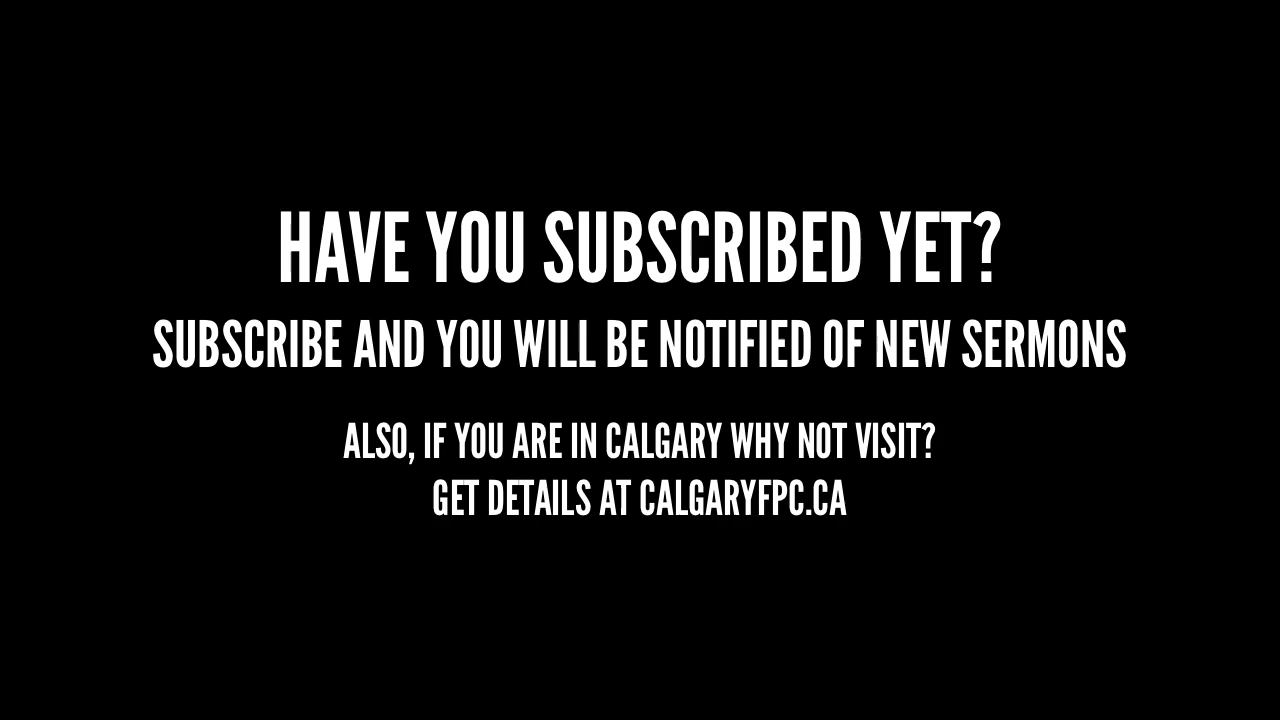 HAVE YOU SUBSCRIBED YET?
SUBSCRIBE AND YOU WILL BE NOTIFIED OF NEW SERMONS
ALSO, IF YOU ARE IN CALGARY WHY NOT VISIT?
GET DETAILS AT CALGARYFPC.CA